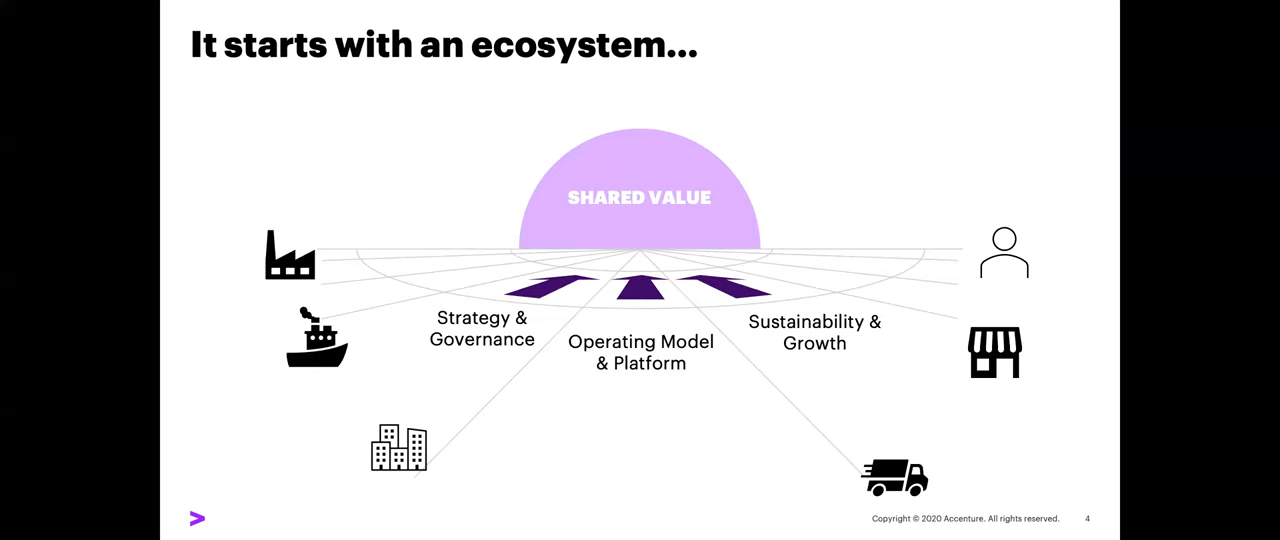 It starts with an ecosystem...
SHARED VALUE
Strategy &
Governance
Operating Model
& Platform
Sustainability &
Growth
Copyright © 2020 Accenture. All rights reserved.
4